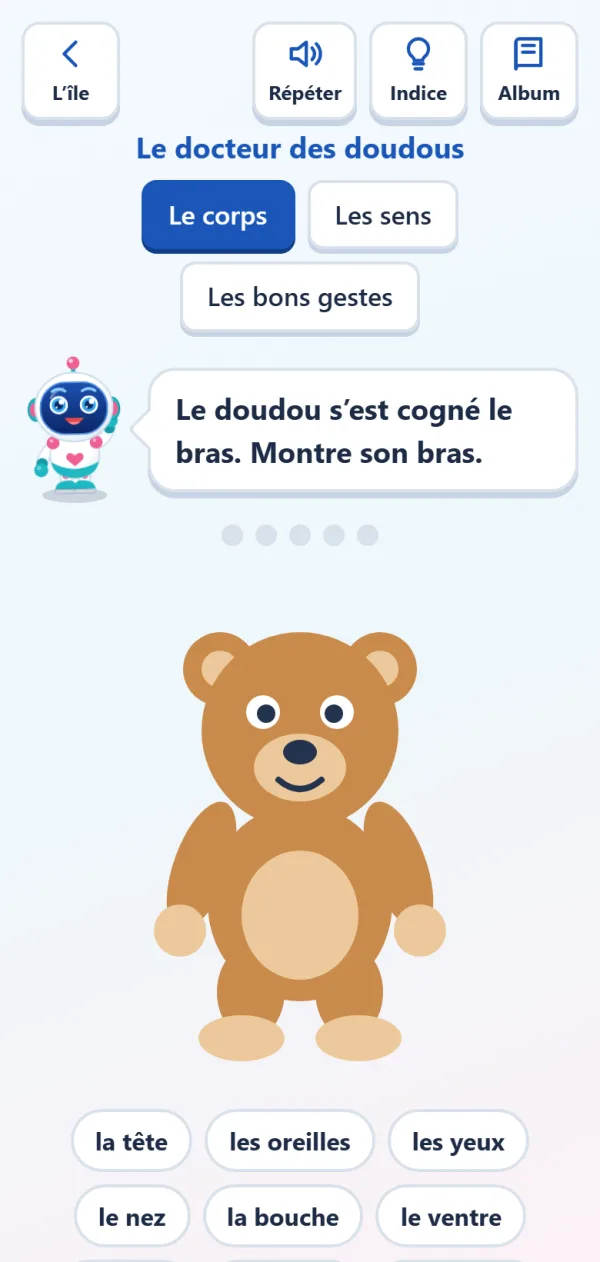 L’île
Répéter
Indice
Album
Le docteur des doudous
Le corps
Les sens
Les bons gestes
Le doudou s’est cogné le
bras. Montre son bras.
la tête
les oreilles
les yeux
le nez
la bouche
le ventre